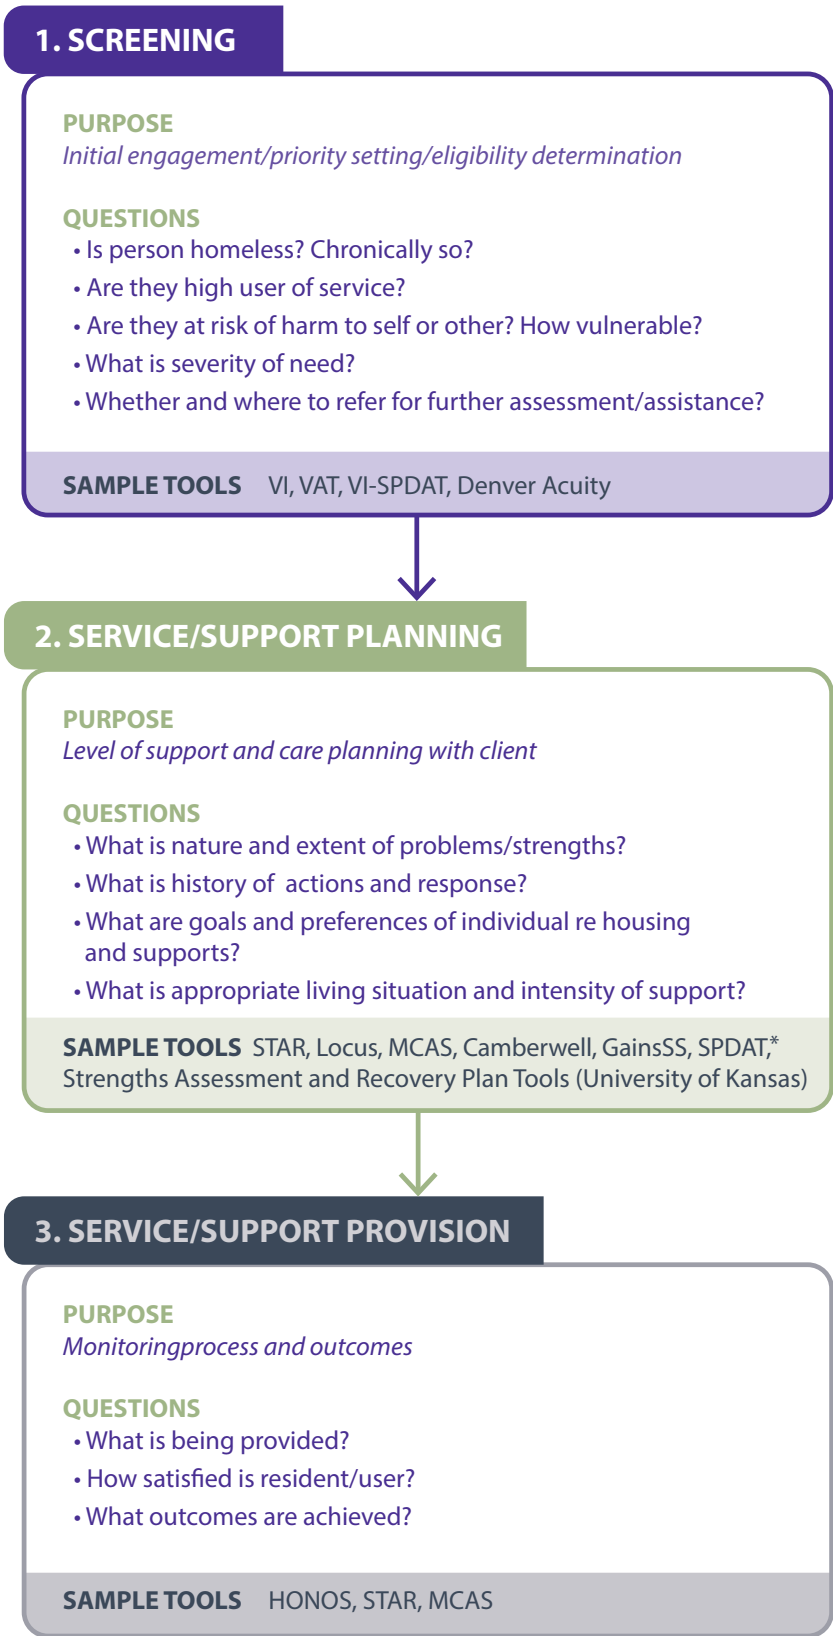 1. SCREENING
PURPOSE
Initial engagement/priority setting/eligibility determination
QUESTIONS
• Is person homeless? Chronically so?
• Are they high user of service?
• Are they at risk of harm to self or other? How vulnerable?
• What is severity of need?
• Whether and where to refer for further assessment/assistance?
SAMPLE TOOLS VI, VAT, VI-SPDAT, Denver Acuity
2. SERVICE/SUPPORT PLANNING
PURPOSE
Level of support and care planning with client
QUESTIONS
• What is nature and extent of problems/strengths?
• What is history of actions and response?
• What are goals and preferences of individual re housing
and supports?
• What is appropriate living situation and intensity of support?
SAMPLE TOOLS STAR, Locus, MCAS, Camberwell, GainsSS, SPDAT,*
Strengths Assessment and Recovery Plan Tools (University of Kansas)
3. SERVICE/SUPPORT PROVISION
PURPOSE
Monitoringprocess and outcomes
QUESTIONS
• What is being provided?
• How satisfied is resident/user?
• What outcomes are achieved?
SAMPLE TOOLS HONOS, STAR, MCAS